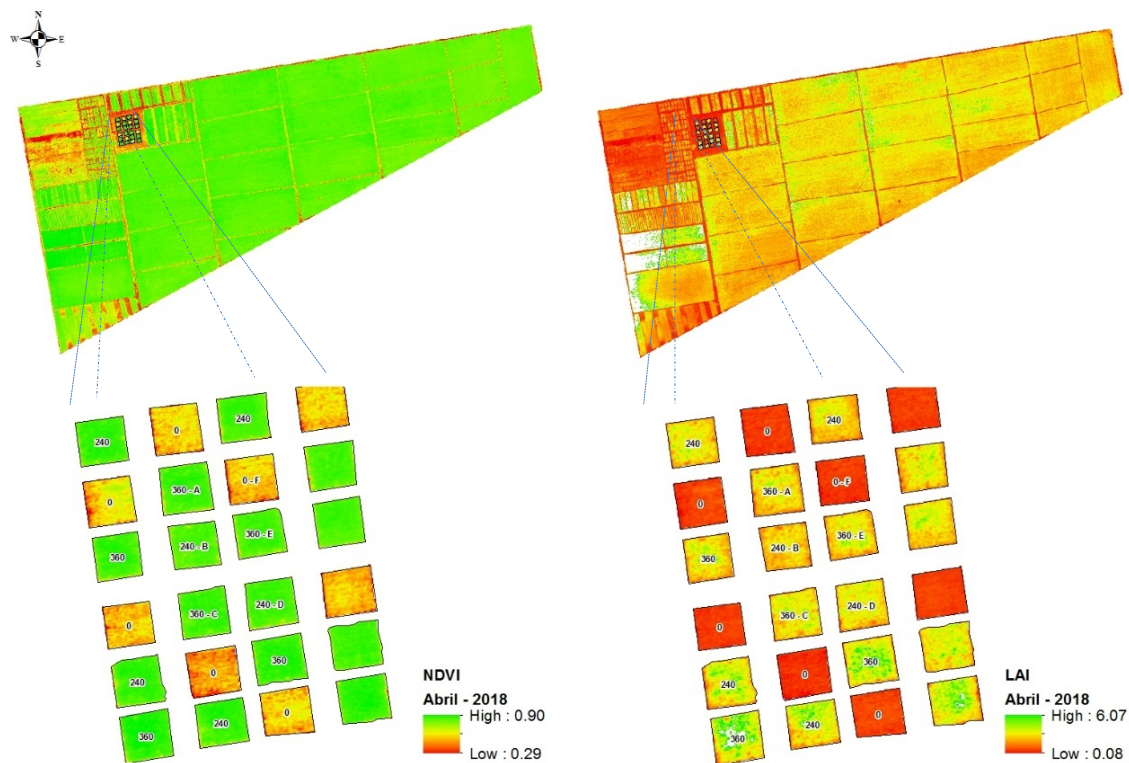 N
W E
S
240
0
240
0
360-A
0-F
360
240-B
360-E
0
360-C
240-D
240
0
360
360
240
0
NDVI
Abril - 2018
High : 0.90
Low : 0.29
240
0
240
0
360-A
0-F
360
240-B
360-E
0
360-C
240-D
240
0
360
360
240
0
LAI
Abril - 2018
High : 6.07
Low : 0.08